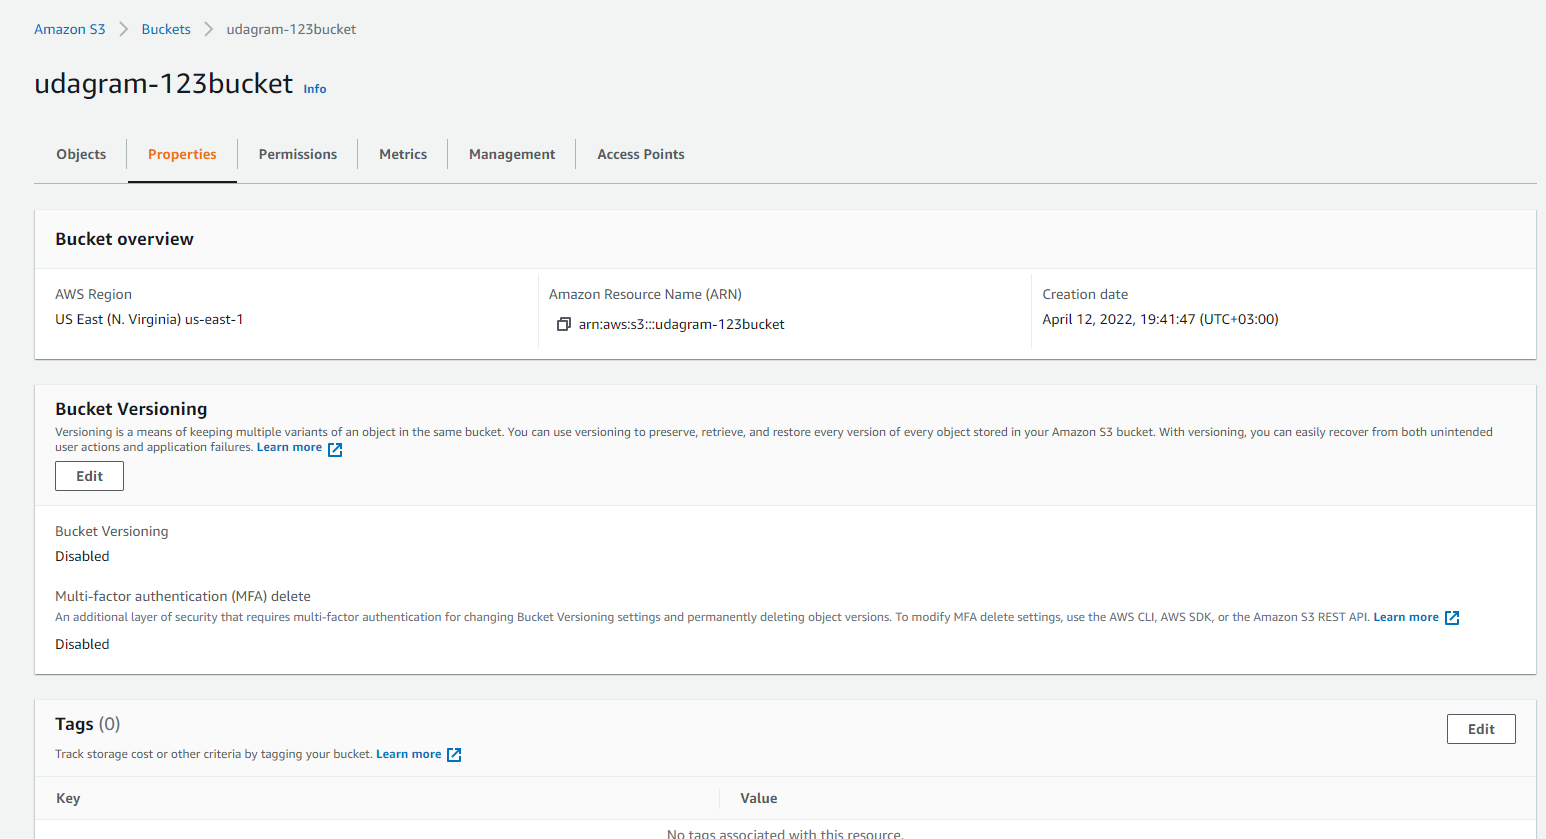 Amazon S3 > Buckets > udagram-123bucket
udagram-123bucket Info
Objects Properties Permissions Metrics Management Access Points
Bucket overview
AWS Region
US East (N. Virginia) us-east-1
Amazon Resource Name (ARN)
arn:aws:s3:::udagram-123bucket
Creation date
April 12, 2022, 19:41:47 (UTC+03:00)
Bucket Versioning
Versioning is a means of keeping multiple variants of an object in the same bucket. You can use versioning to preserve, retrieve, and restore every version of every object stored in your Amazon S3 bucket. With versioning, you can easily recover from both unintended
user actions and application failures. Learn more
Edit
Bucket Versioning
Disabled
Multi-factor authentication (MFA) delete
An additional layer of security that requires multi-factor authentication for changing Bucket Versioning settings and permanently deleting object versions. To modify MFA delete settings, use the AWS CLI, AWS SDK, or the Amazon S3 REST API. Learn more
Disabled
Tags (0)
Edit
Track storage cost or other criteria by tagging your bucket. Learn more
Key Value
No tags associated with this resource.